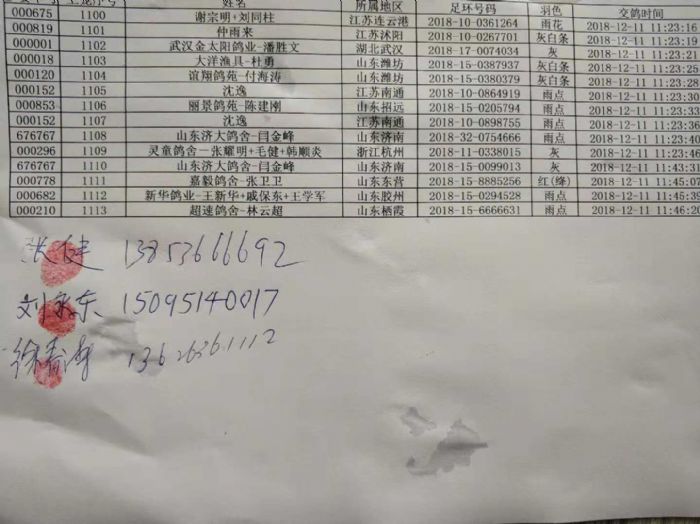 姓名 所属地区 足环号码 羽色 交鸽时间
000675 1100 谢宗明+刘同柱 江苏连云港 2018-10-0361264 雨花 2018-12-11 11:23:16
000819 1101 仲雨来 江苏沭阳 2018-10-0267701 灰白条 2018-12-11 11:23:19
000001 1102 武汉金太阳鸽业-潘胜文 湖北武汉 2018-17-0074034 灰 2018-12-11 11:23:21
000018 1103 大洋渔具-杜勇 山东潍坊 2018-15-0387937 灰白条 2018-12-11 11:23:25
000120 1104 谊翔鸽苑-付海涛 山东潍坊 2018-15-0380379 灰白条 2018-12-11 11:23:28
000152 1105 沈逸 江苏南通 2018-10-0864919 雨点 2018-12-11 11:23:30
000853 1106 丽景鸽苑-陈建刚 山东招远 2018-15-0205794 雨点 2018-12-11 11:23:33
000152 1107 沈逸 江苏南通 2018-10-0898755 雨点 2018-12-11 11:23:36
676767 1108 山东济大鸽舍-闫金峰 山东济南 2018-32-0754666 雨点 2018-12-11 11:23:40
000296 1109 灵童鸽舍－张耀明+毛健+韩顺炎 浙江杭州 2018-11-0338015 灰 2018-12-11 11:23:4
676767 1110 山东济大鸽舍-闫金峰 山东济南 2018-15-0099013 灰 2018-12-11 11:43:0
000778 1111 嘉毅鸽舍-张卫卫 山东东营 2018-15-8885256 红(绛) 2018-12-11 11:45:31
000682 1112 新华鸽业-王新华+戚保东+王学军 山东胶州 2018-15-0294528 雨点 2018-12-11 11:45:39
000210 1113 超速鸽舍-林云超 山东栖霞 2018-15-6666631 雨点 2018-12-11 11:46:20
张健 13853666692
刘永东 15095140017
徐春海 13626361112